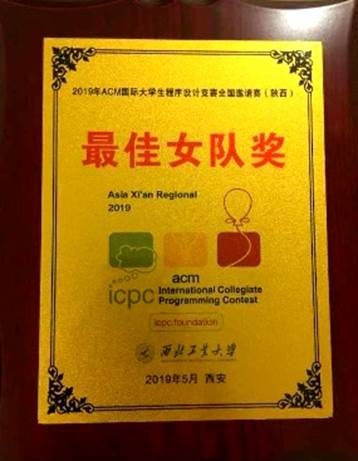 2019年ACM国际大学生程序设计竞赛全国邀请赛（陕西）
最佳女队奖
Asia Xi'an Regional
2019
acm
icpc
International Collegiate
Programming Contest
icpc.foundation
西北工业大学
2019年5月 西安